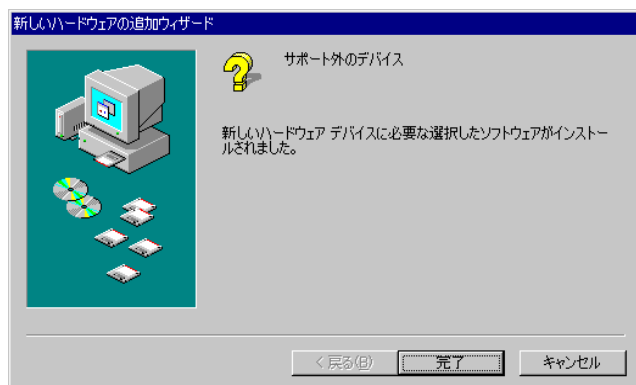 新しいハードウェアの追加ウィザード
サポート外のデバイス
新しいハードウェア デバイスに必要な選択したソフトウェアがインストー
ルされました。
< 戻る(B)
完了
キャンセル